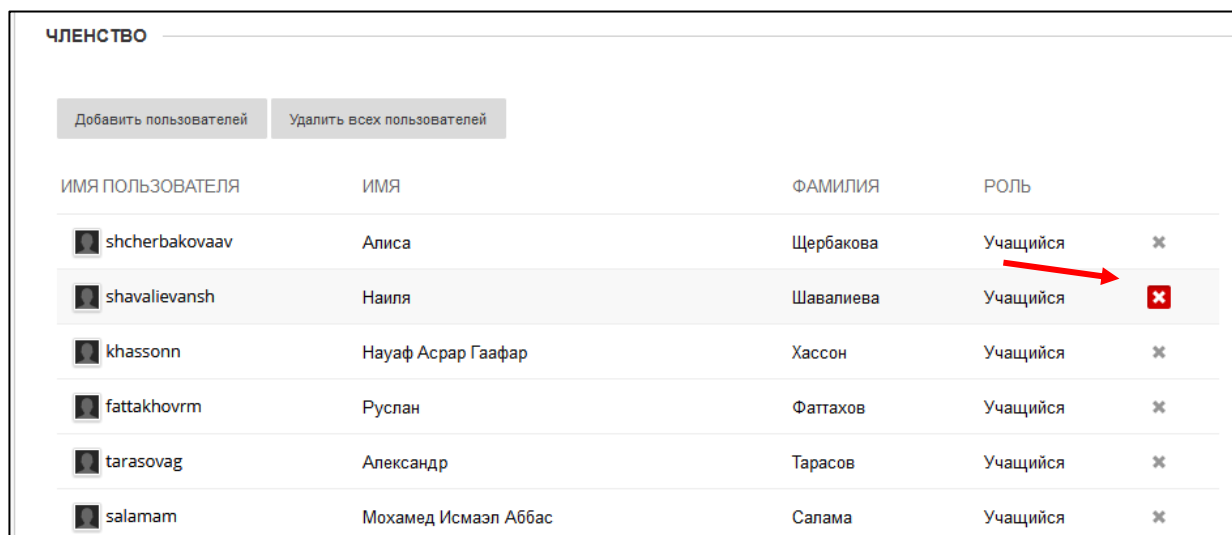 ЧЛЕНСТВО
Добавить пользователей Удалить всех пользователей
ИМЯ ПОЛЬЗОВАТЕЛЯ ИМЯ ФАМИЛИЯ РОЛЬ
shcherbakovaav Алиса Щербакова Учащийся
shavalievansh Наиля Шавалиева Учащийся
khassonn Науаф Асрар Гаафар Хассон Учащийся
fattakhovrm Руслан Фаттахов Учащийся
tarasovag Александр Тарасов Учащийся
salamam Мохамед Исмаэл Аббас Салама Учащийся